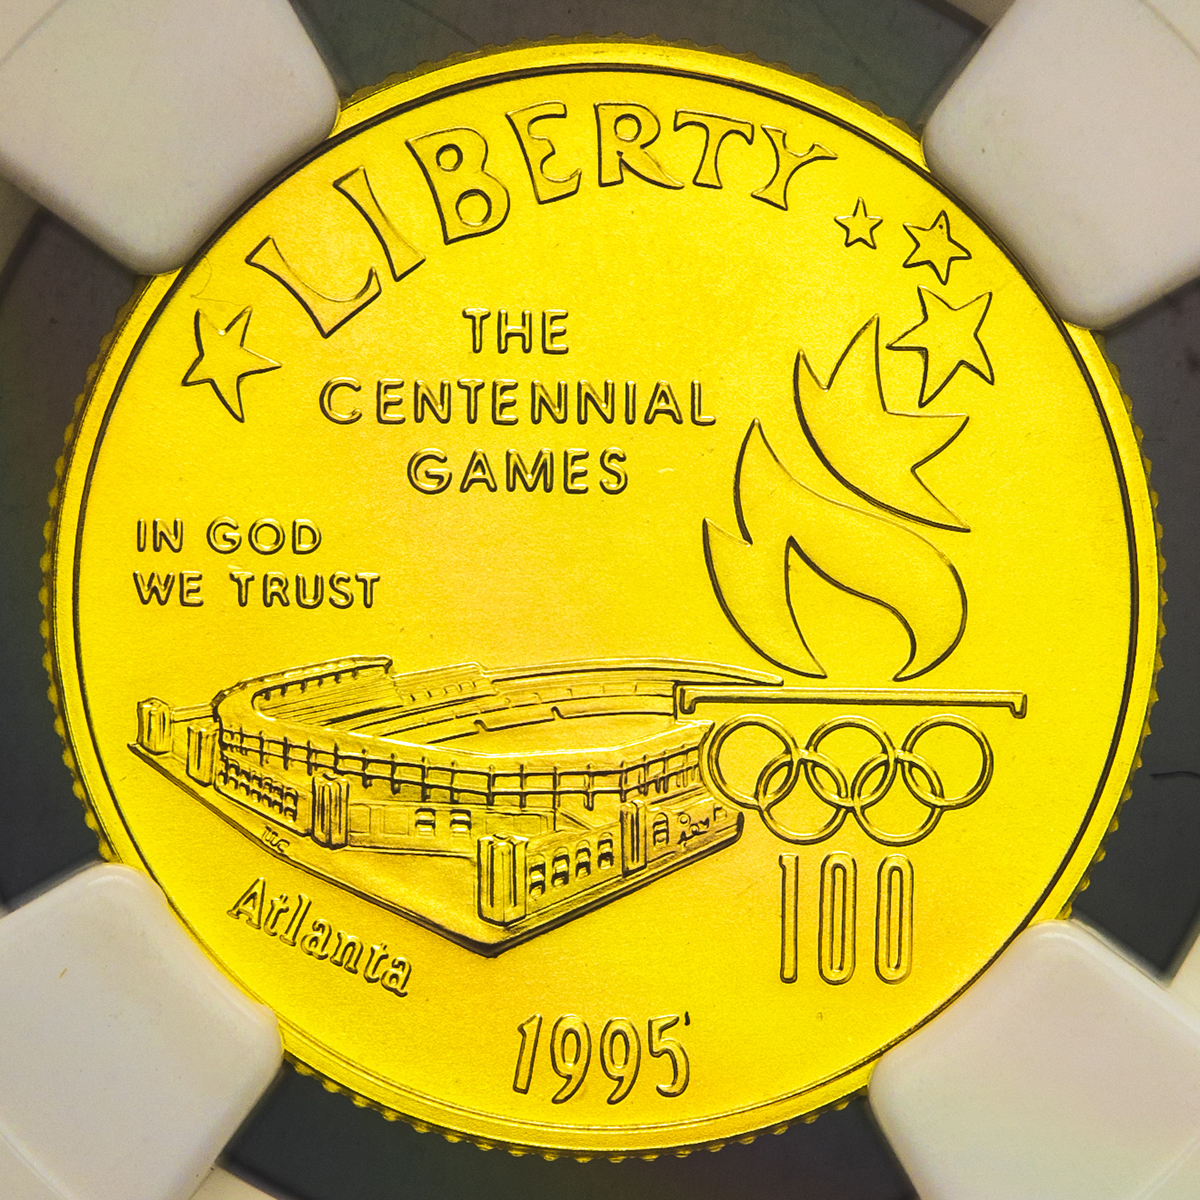 LIBERTY
THE
CENTENNIAL
GAMES
IN GOD
WE TRUST
Atlanta
100
1995